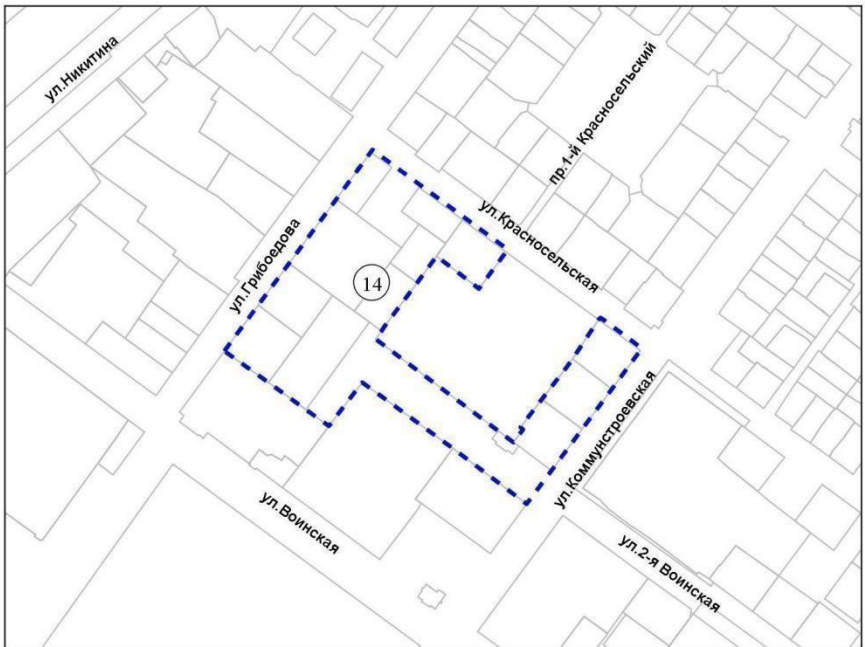 ул.Никитина
пр.1-й Красносельский
ул.Красносельская
ул.Грибоедова
14
ул.Коммунстроевская
ул.Воинская
ул.2-я Воинская